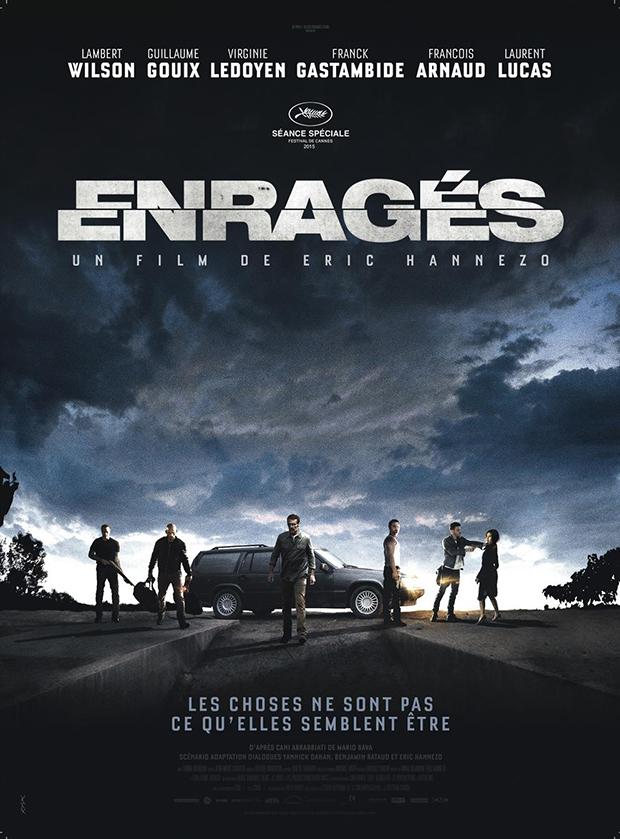 LAMBERT WILSON GUILLAUME GOUIX VIRGINIE LEDOYEN FRANCK GASTAMBIDE FRANÇOIS ARNAUD LAURENT LUCAS
SÉANCE SPÉCIALE
FESTIVAL DE CANNES
2015
ENRAGÉS
UN FILM DE ERIC HANNEZO
LES CHOSES NE SONT PAS
CE QU'ELLES SEMBLENT ÊTRE
D'APRÈS CANI ARRABBIATI DE MARIO BAVA
SCÉNARIO ADAPTATION DIALOGUES YANNICK DAHAN, BENJAMIN RATAUD ET ERIC HANNEZO